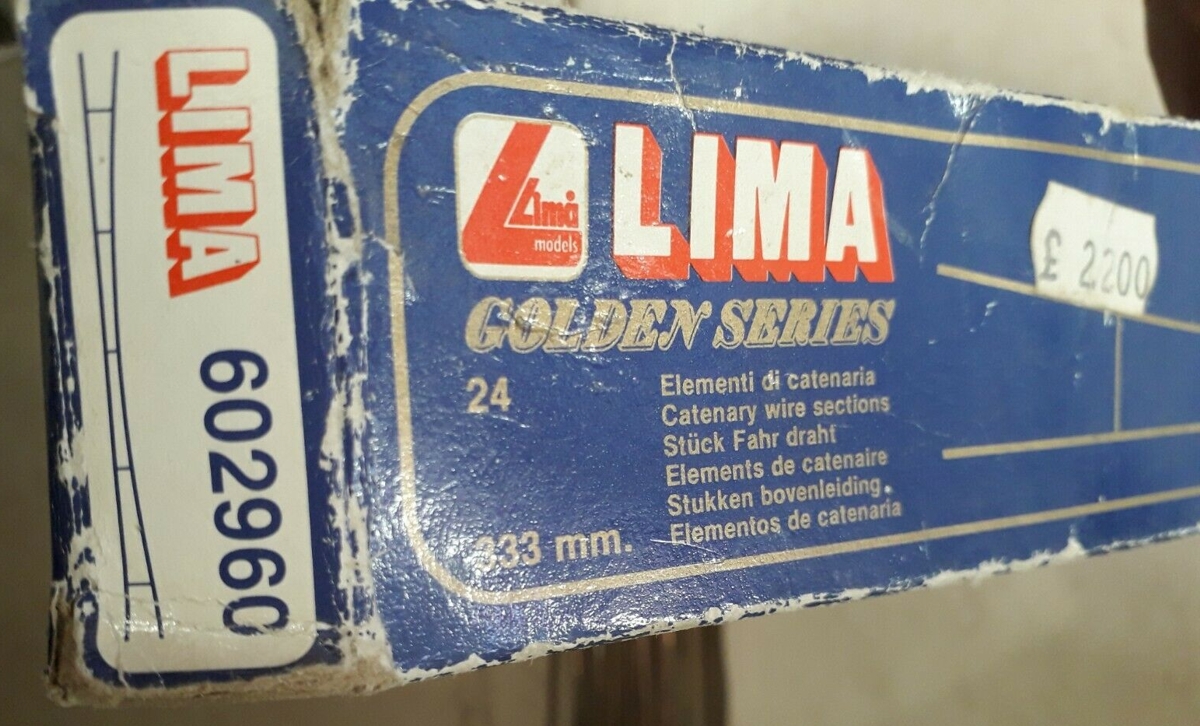 LIMA
602960
Lima
models
LIMA
GOLDEN SERIES
24
Elementi di catenaria
Catenary wire sections
Stück Fahr draht
Elements de catenaire
Stukken bovenleiding.
Elementos de catenaria
333 mm.
£ 2200